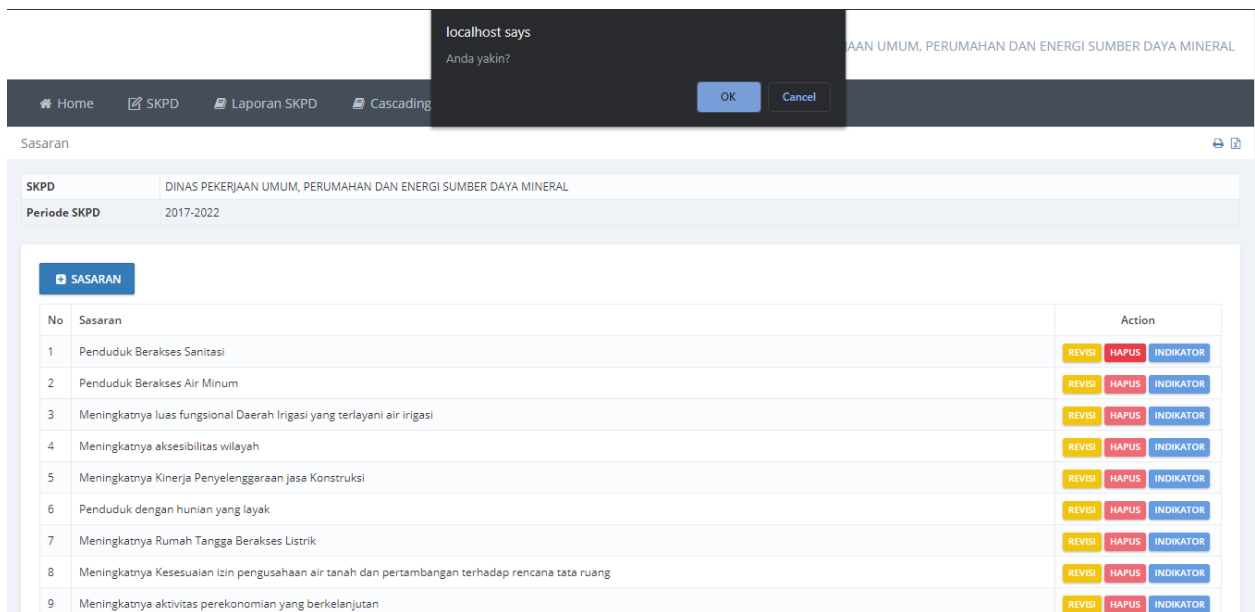 localhost says
Anda yakin?
OK Cancel
AAN UMUM, PERUMAHAN DAN ENERGI SUMBER DAYA MINERAL
Home SKPD Laporan SKPD Cascading
Sasaran
SKPD DINAS PEKERJAAN UMUM, PERUMAHAN DAN ENERGI SUMBER DAYA MINERAL
Periode SKPD 2017-2022
SASARAN
No Sasaran Action
1 Penduduk Berakses Sanitasi REVISI HAPUS INDIKATOR
2 Penduduk Berakses Air Minum REVISI HAPUS INDIKATOR
3 Meningkatnya luas fungsional Daerah Irigasi yang terlayani air irigasi REVISI HAPUS INDIKATOR
4 Meningkatnya aksesibilitas wilayah REVISI HAPUS INDIKATOR
5 Meningkatnya Kinerja Penyelenggaraan jasa Konstruksi REVISI HAPUS INDIKATOR
6 Penduduk dengan hunian yang layak REVISI HAPUS INDIKATOR
7 Meningkatnya Rumah Tangga Berakses Listrik REVISI HAPUS INDIKATOR
8 Meningkatnya Kesesuaian izin pengusahaan air tanah dan pertambangan terhadap rencana tata ruang REVISI HAPUS INDIKATOR
9 Meningkatnya aktivitas perekonomian yang berkelanjutan REVISI HAPUS INDIKATOR